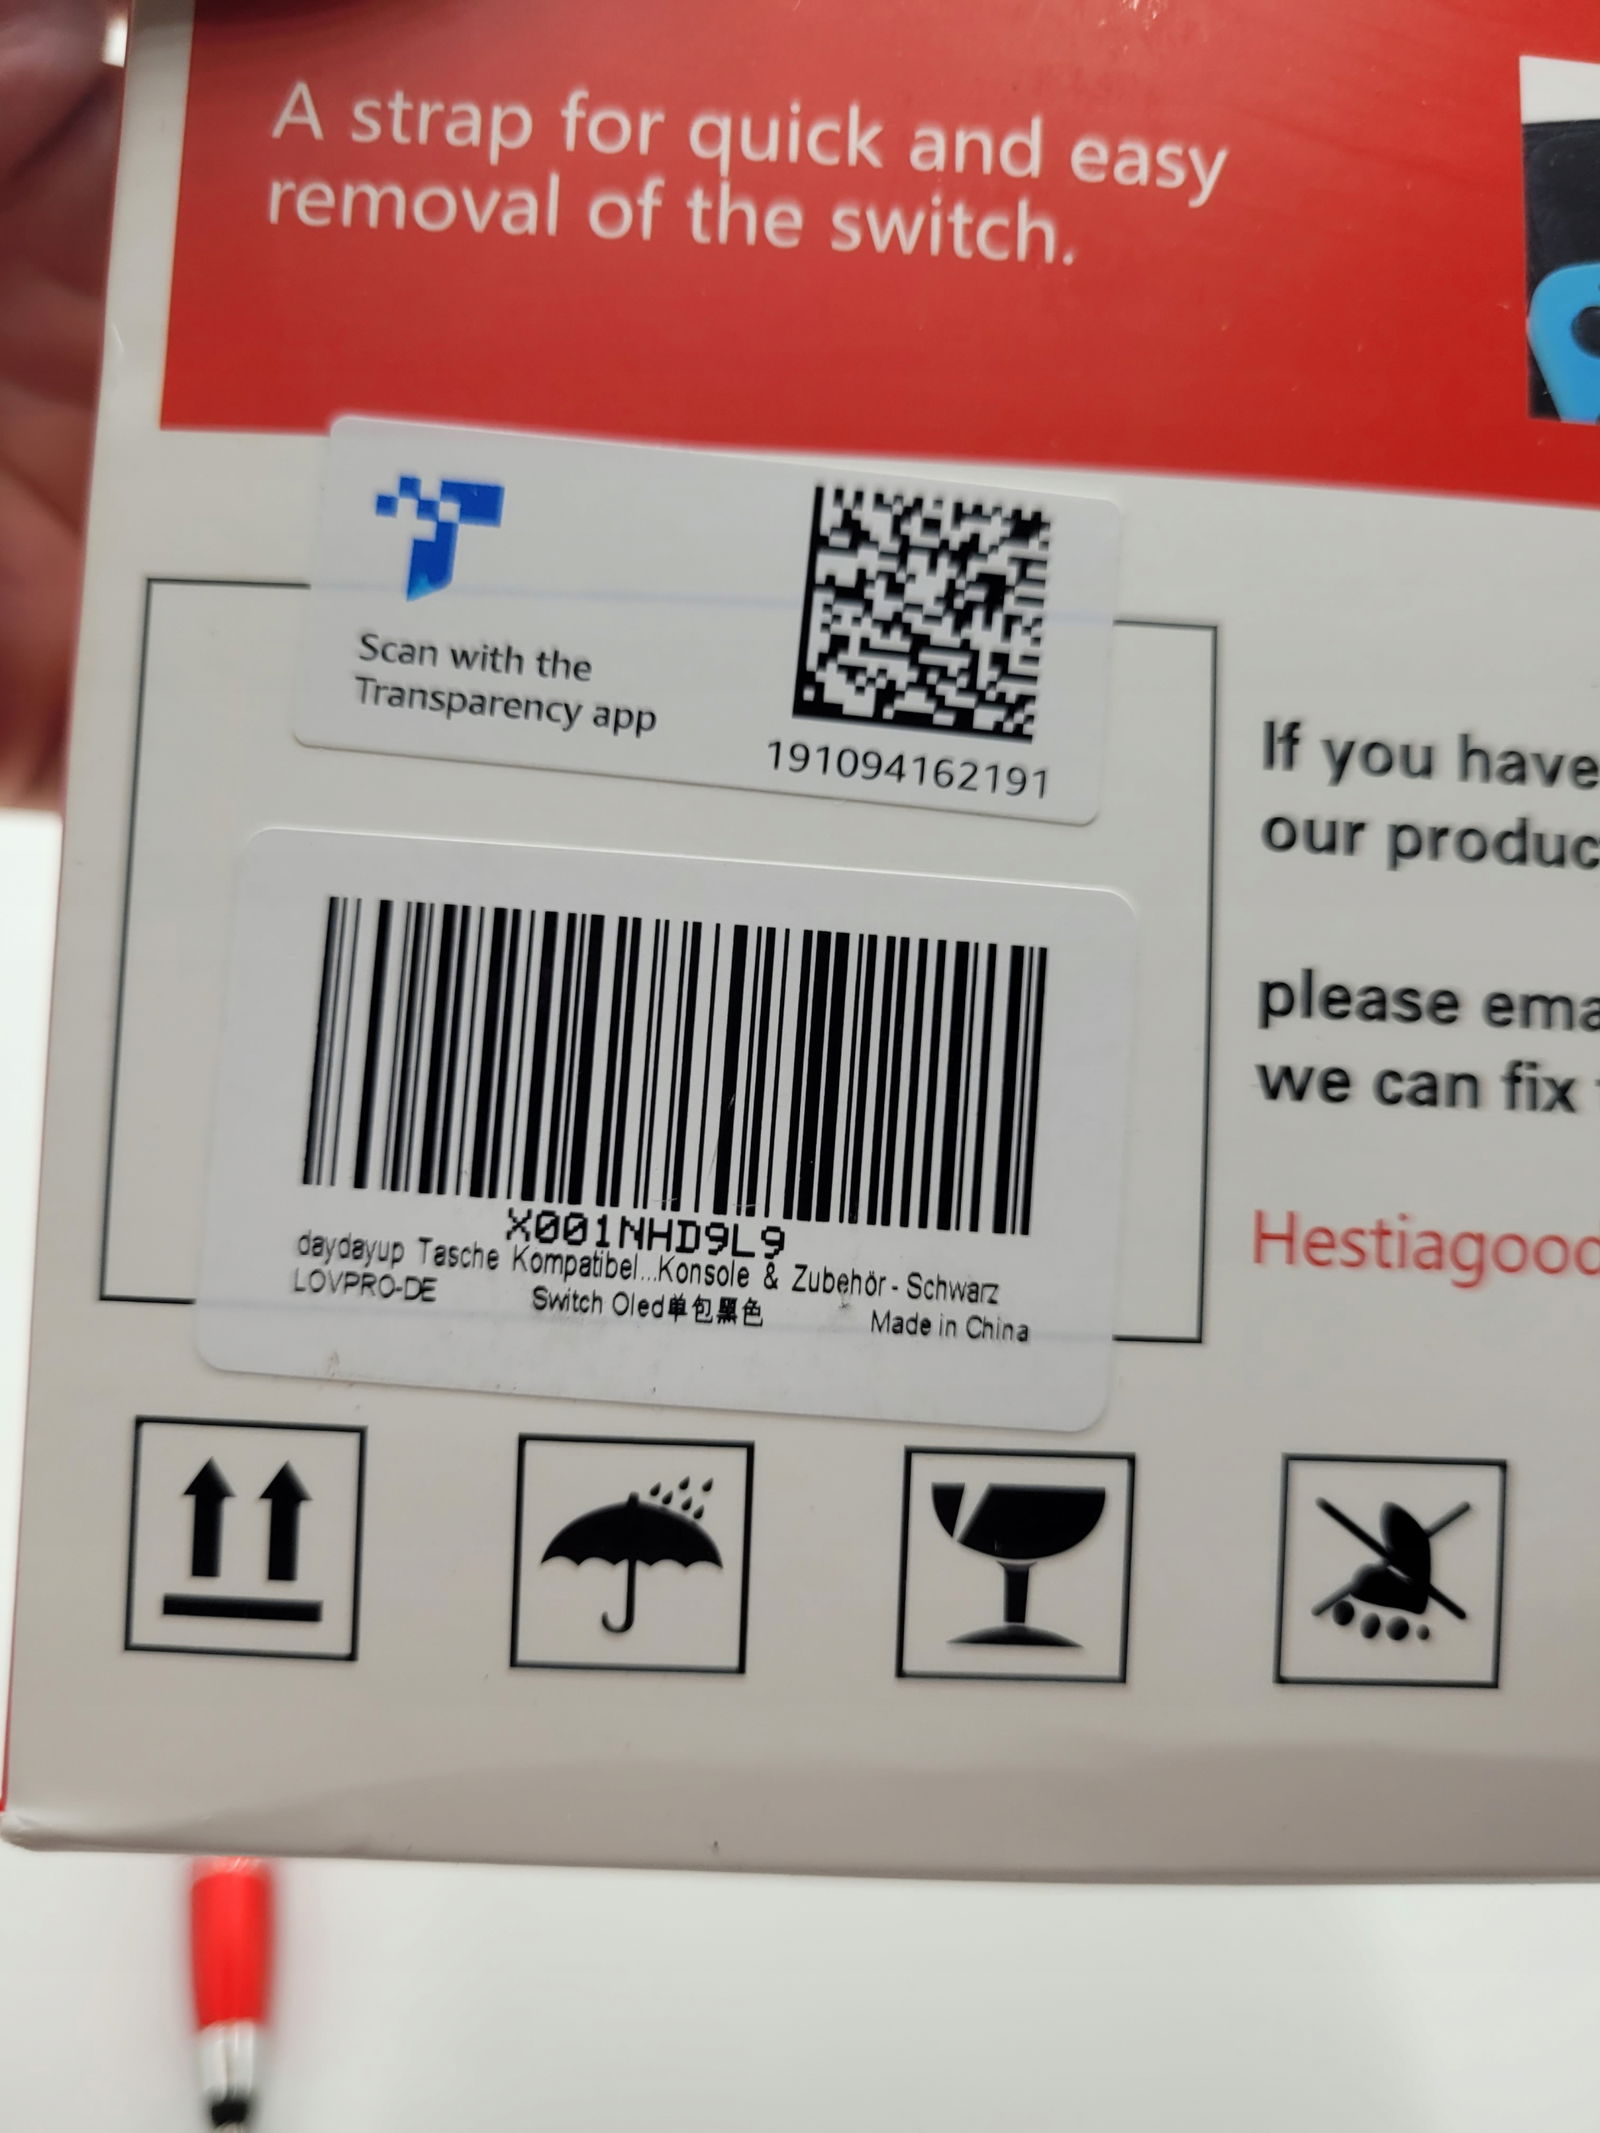 A strap for quick and easy
removal of the switch.
Scan with the
Transparency app
191094162191
X001NHD9L9
daydayup Tasche Kompatibel...Konsole & Zubehör - Schwarz
LOVPRO-DE
Switch Oled单包黑色
Made in China
If you have
our produc
please ema
we can fix
Hestiagood